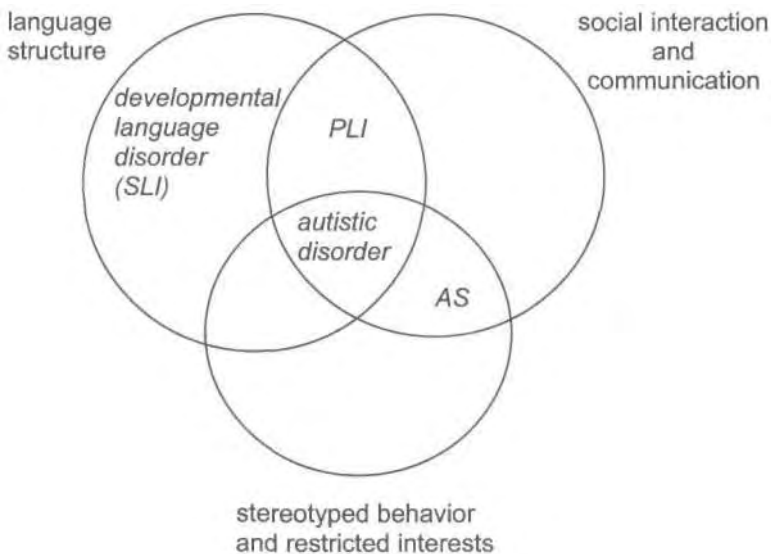 language
structure
social interaction
and
communication
developmental
language
disorder
(SLI)
PLI
autistic
disorder
AS
stereotyped behavior
and restricted interests